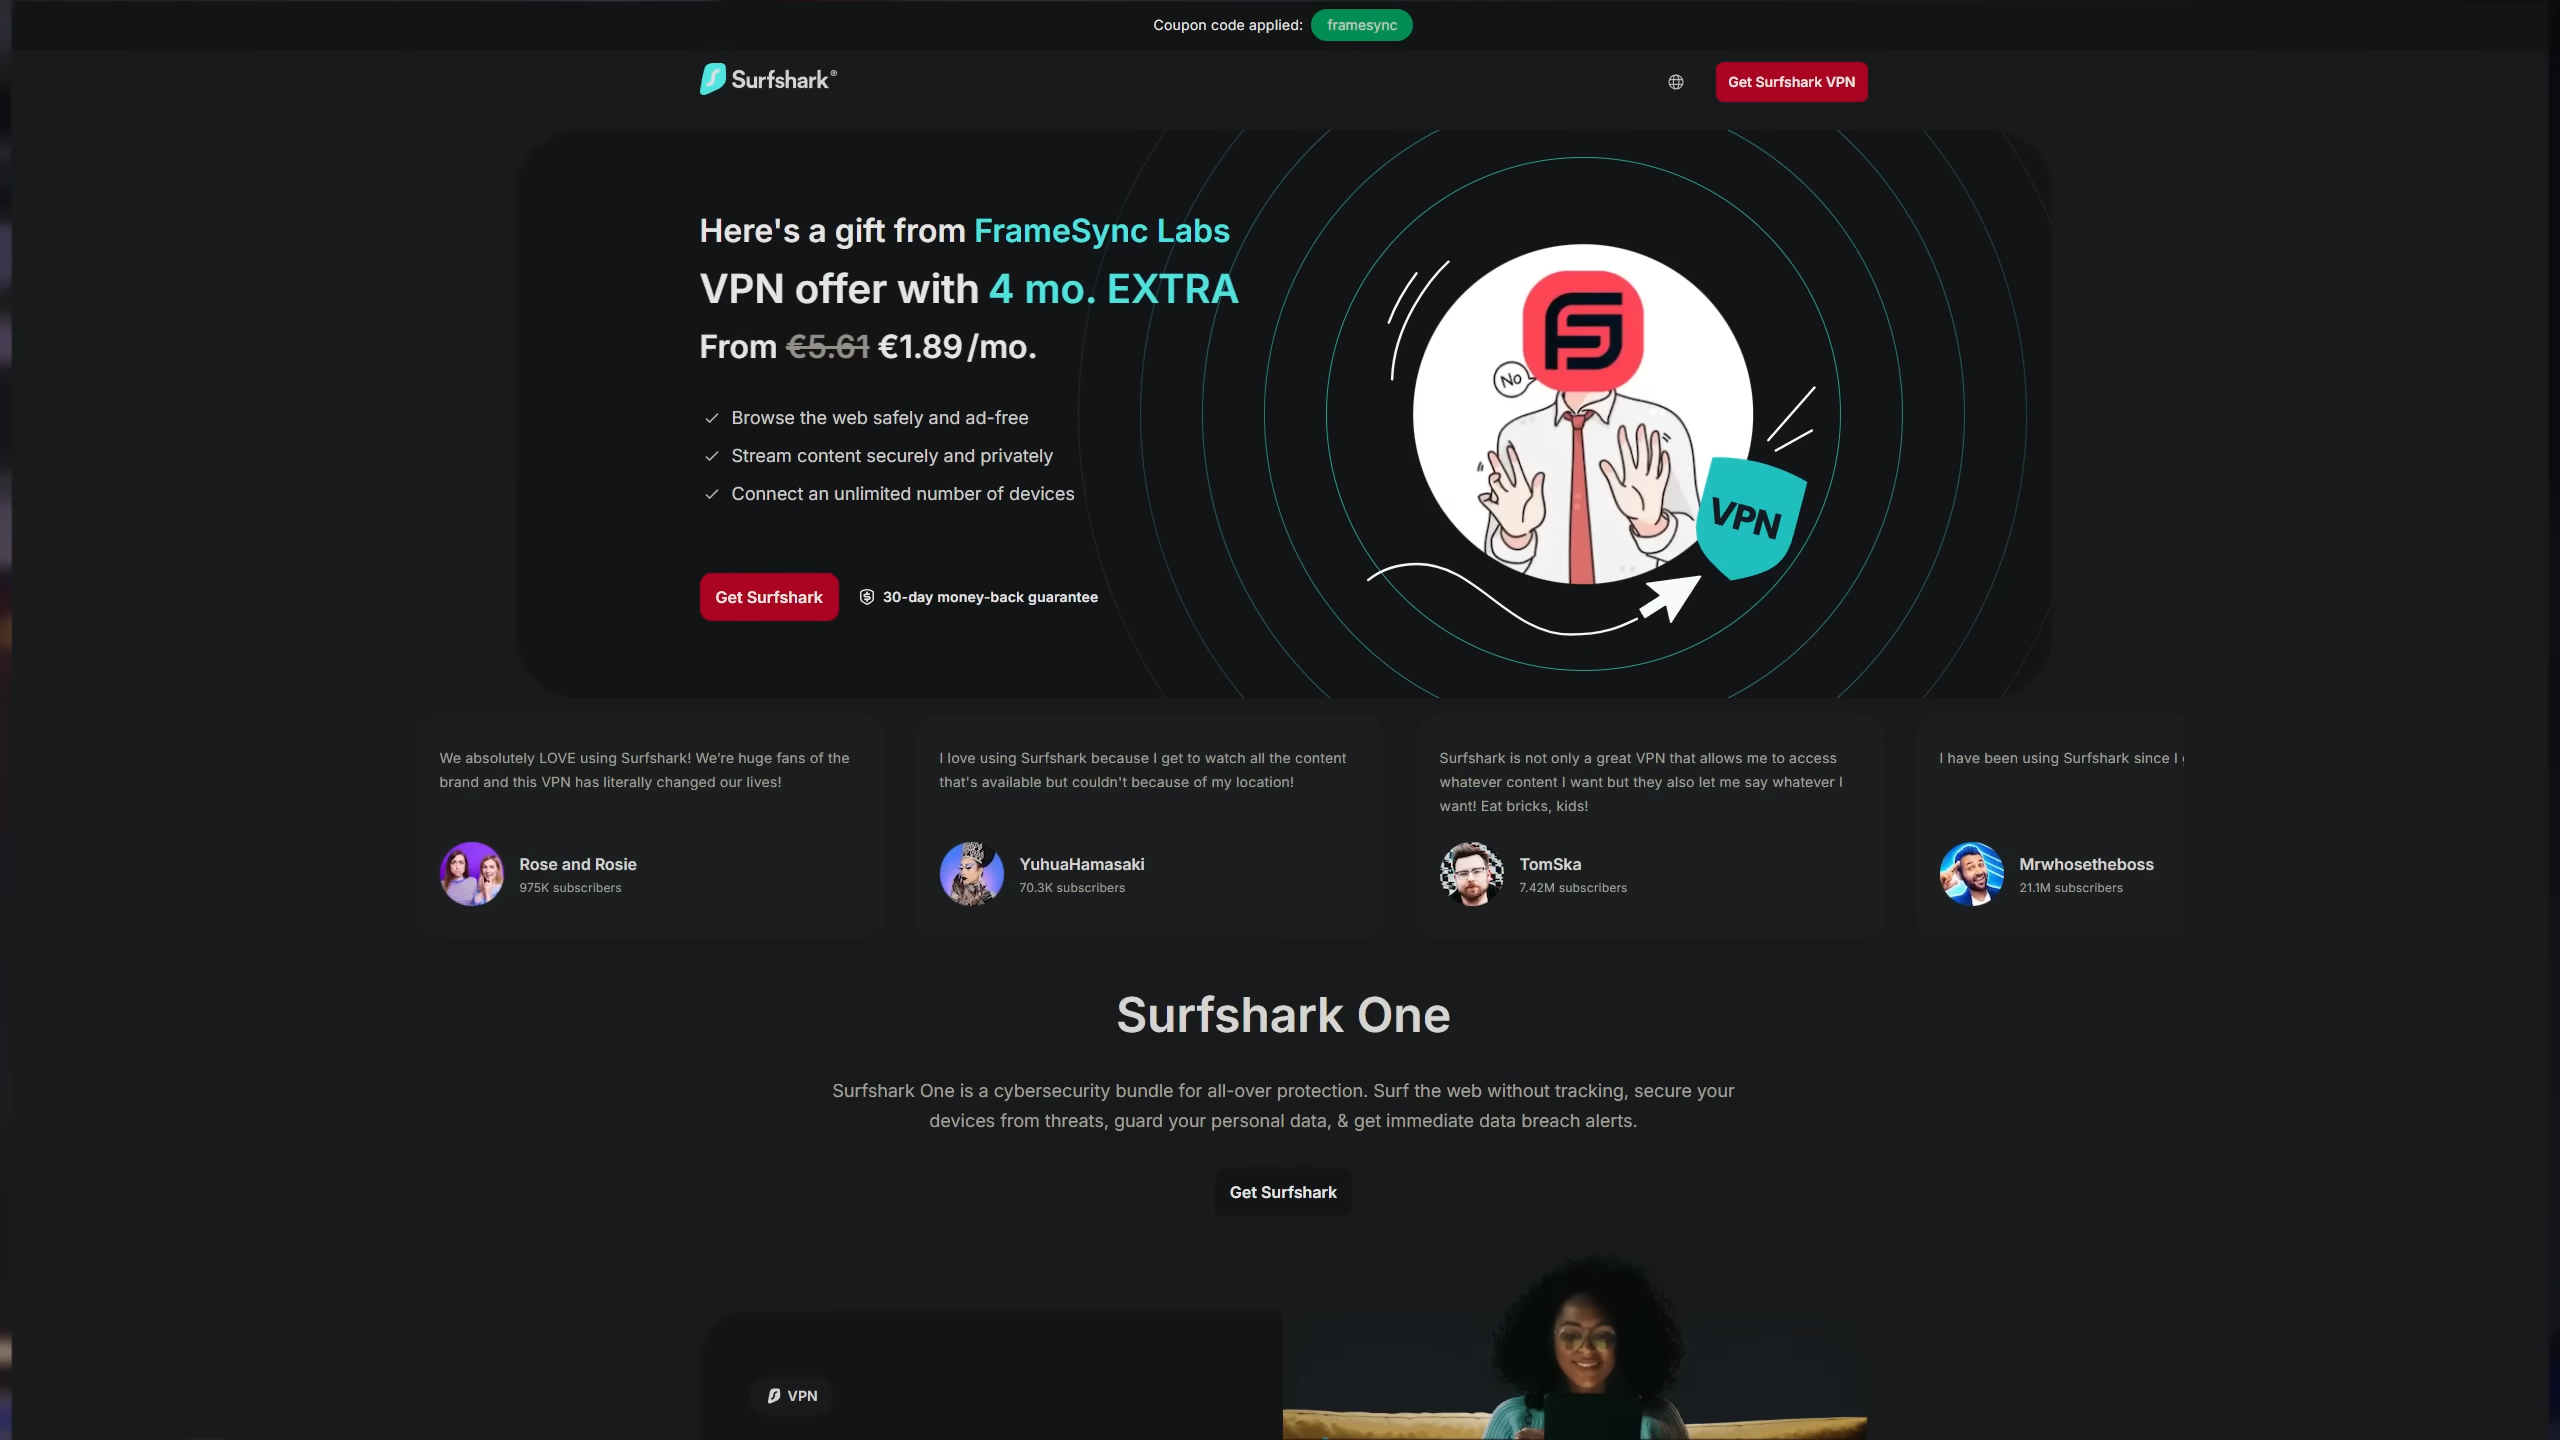 Coupon code applied: framesync
Surfshark®
Get Surfshark VPN
Here's a gift from FrameSync Labs
VPN offer with 4 mo. EXTRA
From €5.61 €1.89/mo.
Browse the web safely and ad-free
Stream content securely and privately
Connect an unlimited number of devices
Get Surfshark
30-day money-back guarantee
No
VPN
We absolutely LOVE using Surfshark! We're huge fans of the
brand and this VPN has literally changed our lives!
Rose and Rosie
975K subscribers
I love using Surfshark because I get to watch all the content
that's available but couldn't because of my location!
YuhuaHamasaki
70.3K subscribers
Surfshark is not only a great VPN that allows me to access
whatever content I want but they also let me say whatever I
want! Eat bricks, kids!
TomSka
7.42M subscribers
I have been using Surfshark since I
Mrwhosetheboss
21.1M subscribers
Surfshark One
Surfshark One is a cybersecurity bundle for all-over protection. Surf the web without tracking, secure your
devices from threats, guard your personal data, & get immediate data breach alerts.
Get Surfshark
VPN